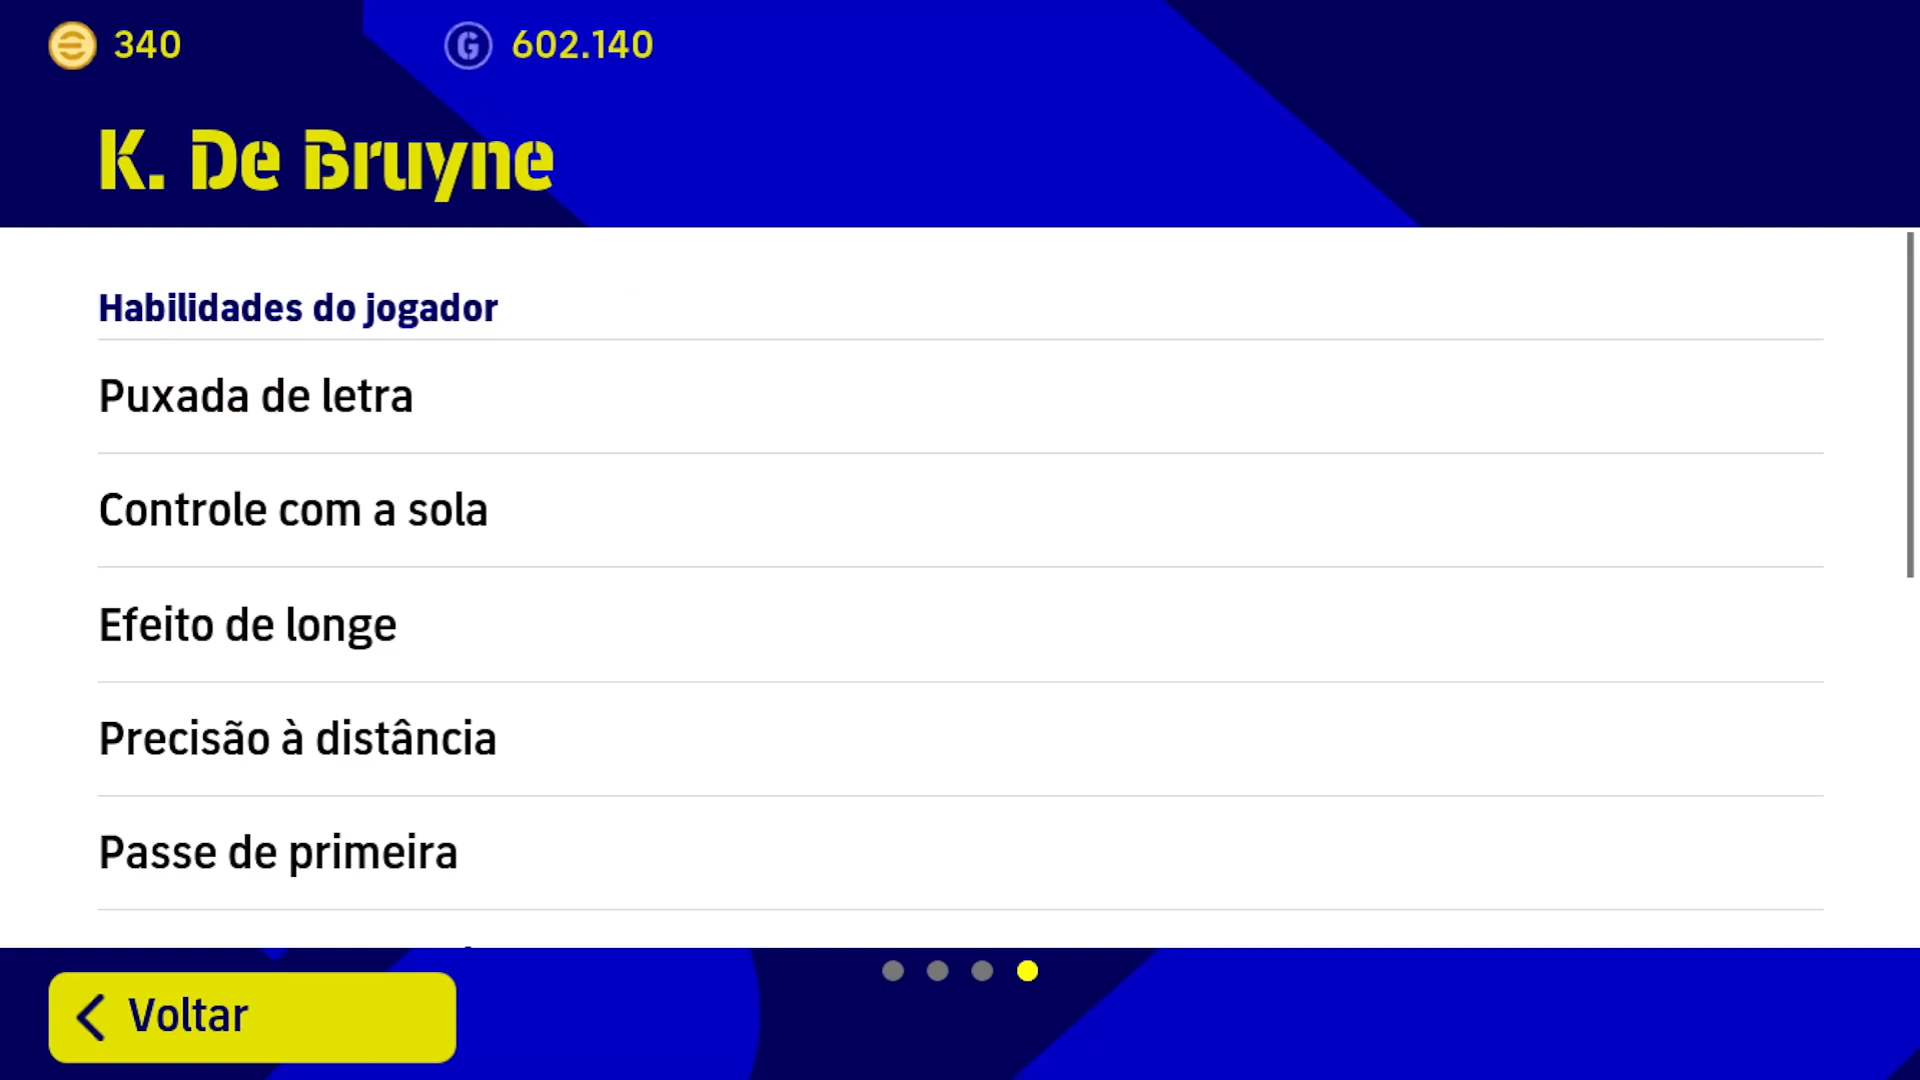 340
G 602.140
K. De Bruyne
Habilidades do jogador
Puxada de letra
Controle com a sola
Efeito de longe
Precisão à distância
Passe de primeira
Voltar